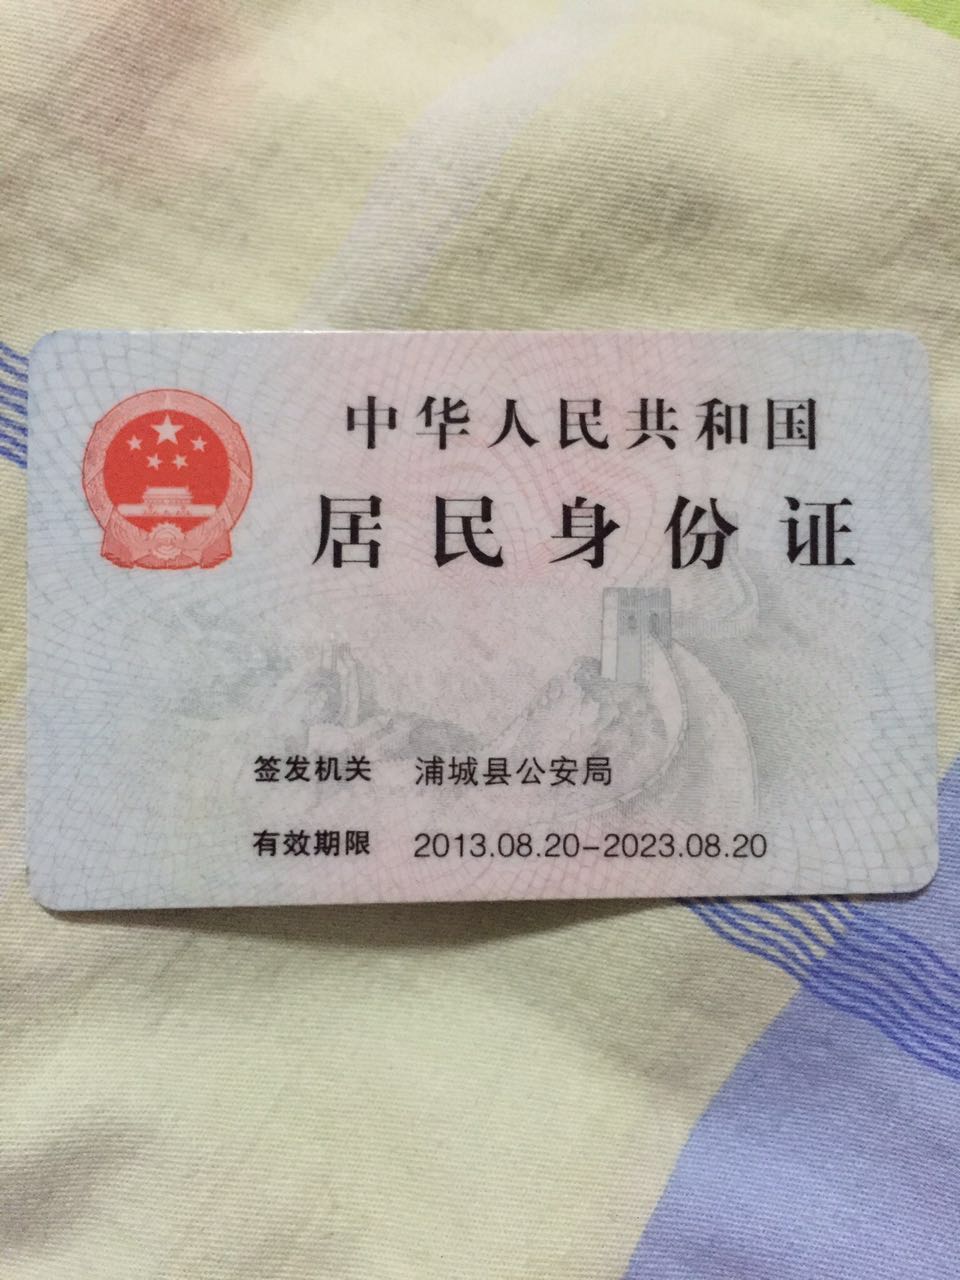 中华人民共和国
居民身份证
签发机关 浦城县公安局
有效期限 2013.08.20-2023.08.20